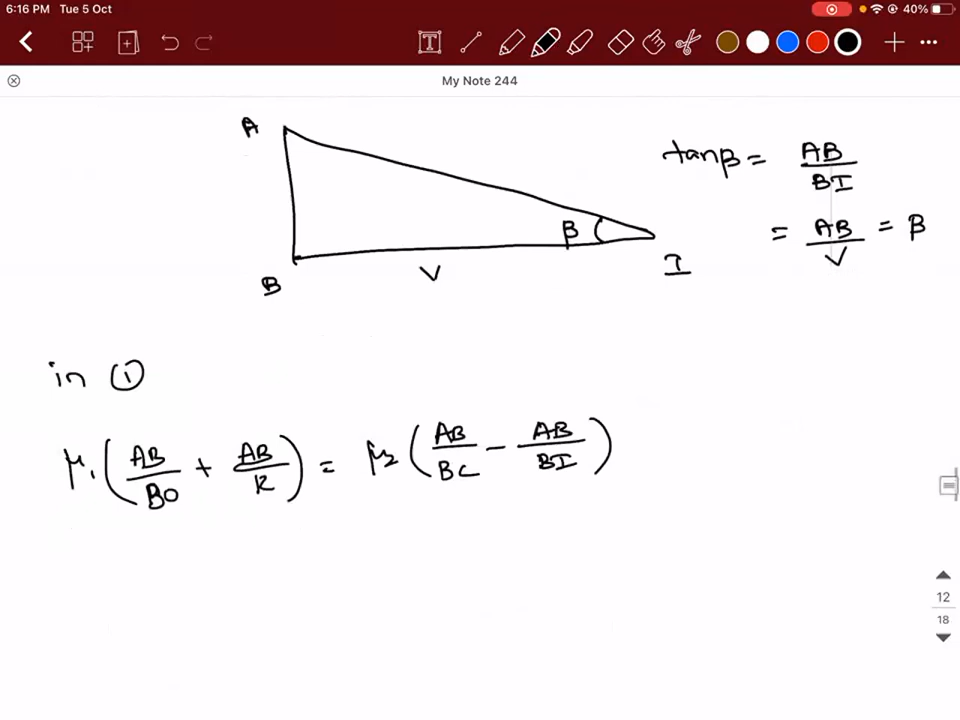 6:16 PM Tue 5 Oct 40%
My Note 244
A
tanβ = AB/BI
= AB/V = β
β
I
V
B
in ①
μ₁(AB/BO + AB/R) = μ₂(AB/BC − AB/BI)
12
18